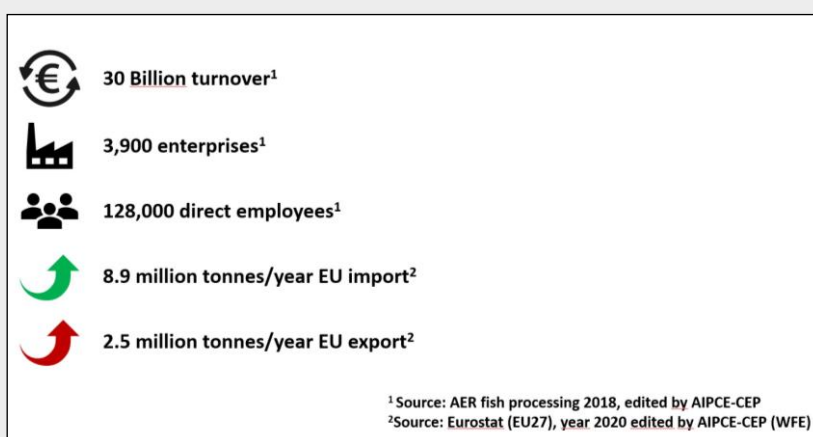 €
30 Billion turnover¹
3,900 enterprises¹
128,000 direct employees¹
8.9 million tonnes/year EU import²
2.5 million tonnes/year EU export²
¹ Source: AER fish processing 2018, edited by AIPCE-CEP
²Source: Eurostat (EU27), year 2020 edited by AIPCE-CEP (WFE)